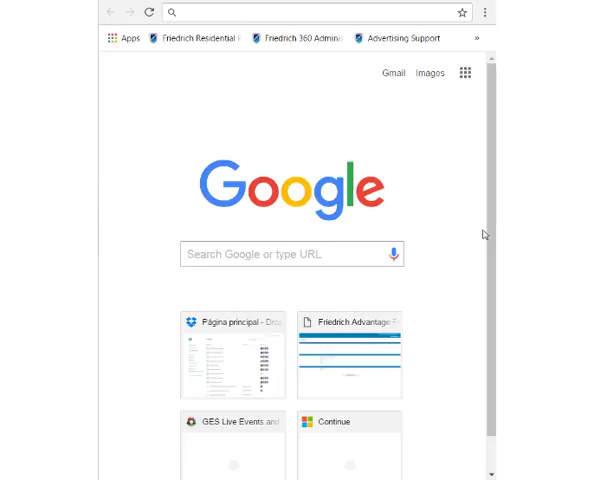 Apps Friedrich Residential Friedrich 360 Admin Advertising Support »
Gmail Images
Google
Search Google or type URL
Página principal - Dro Friedrich Advantage
GES Live Events and Continue